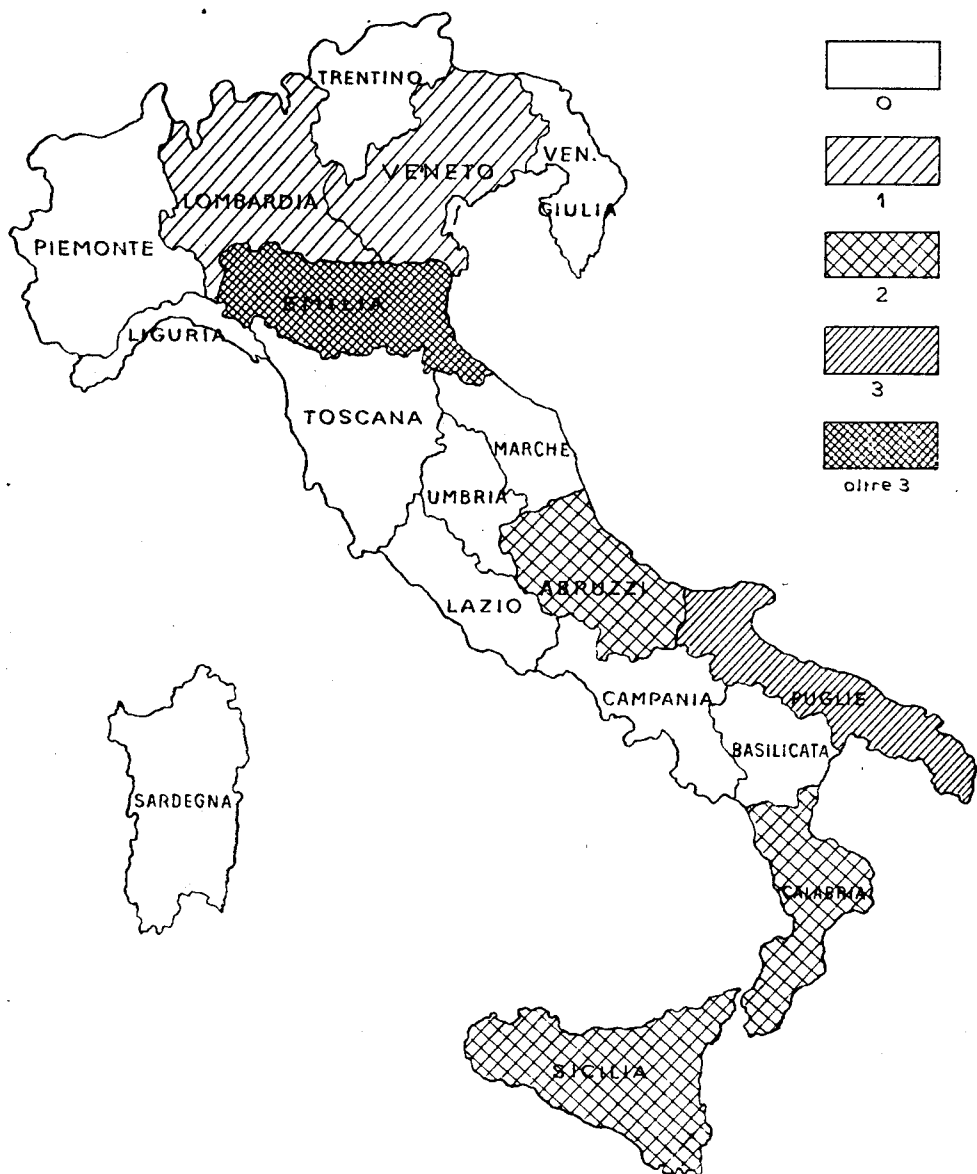 TRENTINO
VEN.
GIULIA
VENETO
LOMBARDIA
PIEMONTE
EMILIA
LIGURIA
TOSCANA
MARCHE
UMBRIA
ABRUZZI
LAZIO
CAMPANIA
PUGLIE
BASILICATA
SARDEGNA
CALABRIA
SICILIA
0
1
2
3
oltre 3